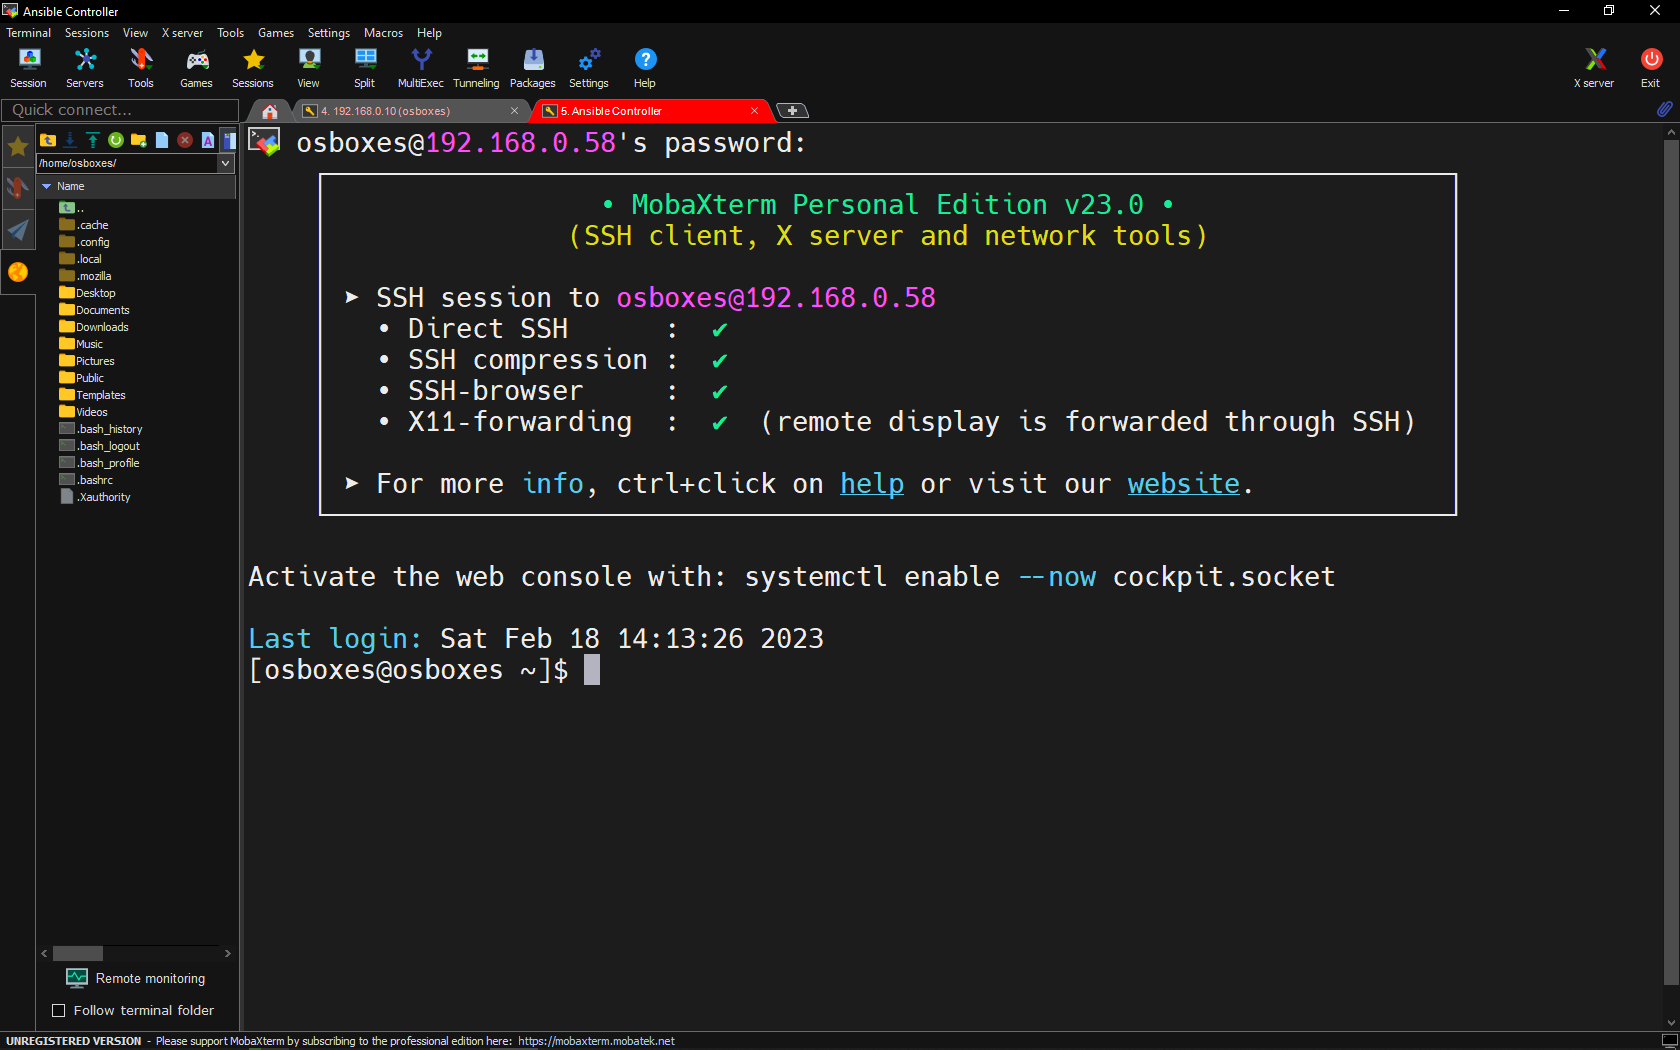 Ansible Controller
Terminal Sessions View X server Tools Games Settings Macros Help
Session Servers Tools Games Sessions View Split MultiExec Tunneling Packages Settings Help X server Exit
Quick connect...
4. 192.168.0.10 (osboxes)
5. Ansible Controller
/home/osboxes/
Name
..
.cache
.config
.local
.mozilla
Desktop
Documents
Downloads
Music
Pictures
Public
Templates
Videos
.bash_history
.bash_logout
.bash_profile
.bashrc
.Xauthority
Remote monitoring
Follow terminal folder
osboxes@192.168.0.58's password:
• MobaXterm Personal Edition v23.0 •
(SSH client, X server and network tools)
➤ SSH session to osboxes@192.168.0.58
• Direct SSH : ✔
• SSH compression : ✔
• SSH-browser : ✔
• X11-forwarding : ✔ (remote display is forwarded through SSH)
➤ For more info, ctrl+click on help or visit our website.
Activate the web console with: systemctl enable --now cockpit.socket
Last login: Sat Feb 18 14:13:26 2023
[osboxes@osboxes ~]$
UNREGISTERED VERSION - Please support MobaXterm by subscribing to the professional edition here: https://mobaxterm.mobatek.net